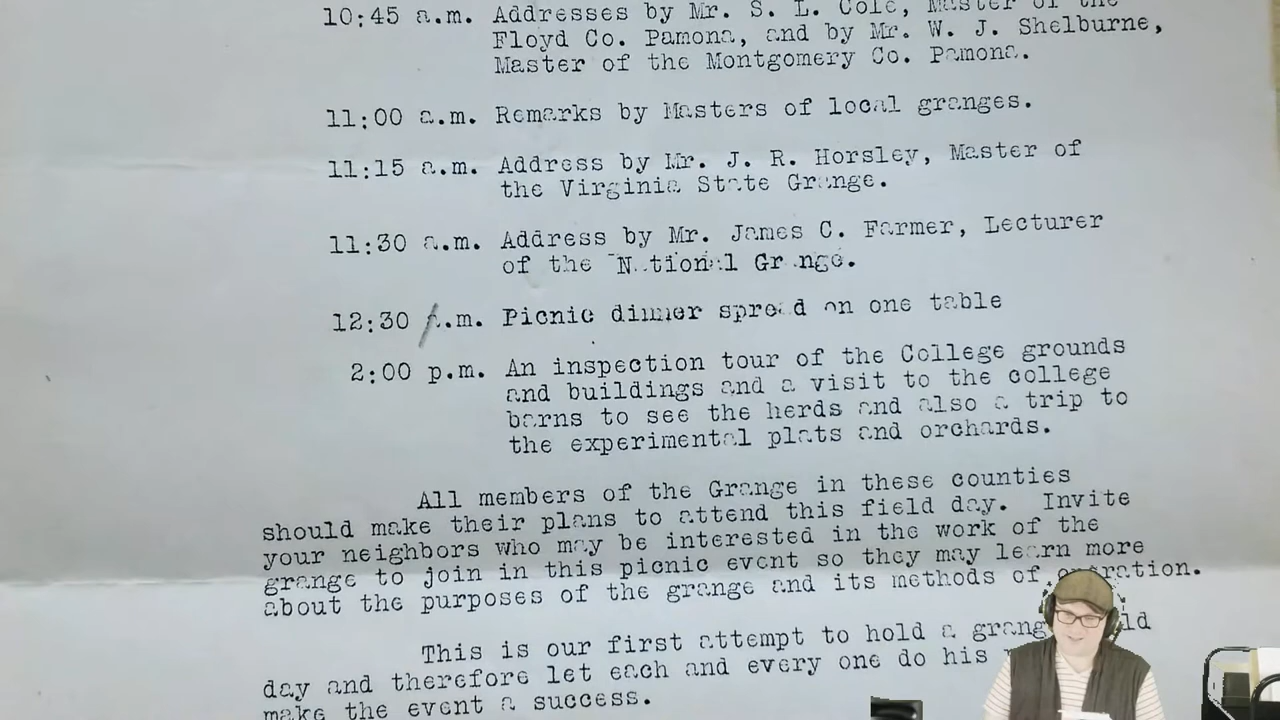 10:45 a.m. Addresses by Mr. S. L. Cole, Master of the
Floyd Co. Pamona, and by Mr. W. J. Shelburne,
Master of the Montgomery Co. Pamona.
11:00 a.m. Remarks by Masters of local granges.
11:15 a.m. Address by Mr. J. R. Horsley, Master of
the Virginia State Grange.
11:30 a.m. Address by Mr. James C. Farmer, Lecturer
of the National Grange.
12:30 .m. Picnic dinner spread on one table
2:00 p.m. An inspection tour of the College grounds
and buildings and a visit to the college
barns to see the herds and also a trip to
the experimental plats and orchards.
All members of the Grange in these counties
should make their plans to attend this field day. Invite
your neighbors who may be interested in the work of the
grange to join in this picnic event so they may learn more
about the purposes of the grange and its methods of operation.
This is our first attempt to hold a grange
day and therefore let each and every one do his
make the event a success.